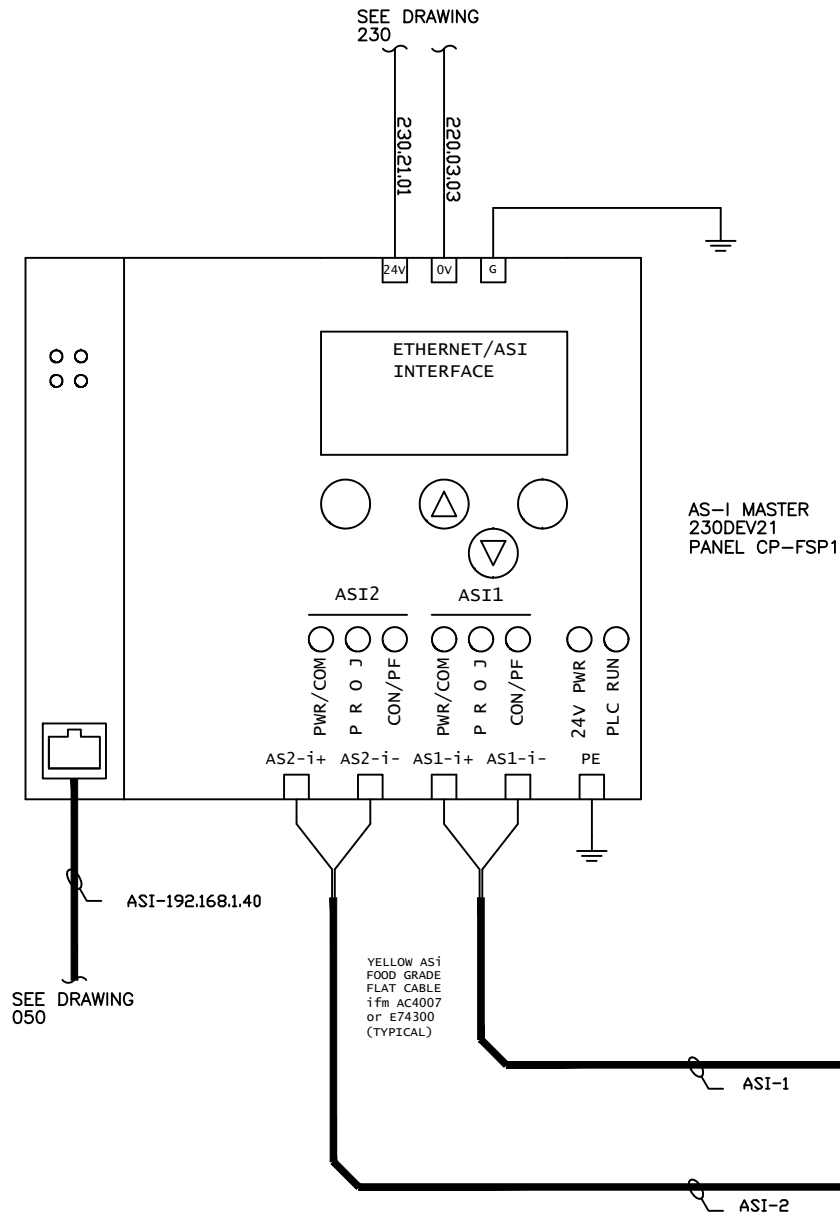 SEE DRAWING
230
230.21.01
220.03.03
24V
0V
G
ETHERNET/ASI
INTERFACE
AS-I MASTER
230DEV21
PANEL CP-FSP1
ASI2
ASI1
PWR/COM
P R O J
CON/PF
PWR/COM
P R O J
CON/PF
24V PWR
PLC RUN
AS2-i+
AS2-i-
AS1-i+
AS1-i-
PE
ASI-192.168.1.40
SEE DRAWING
050
YELLOW ASi
FOOD GRADE
FLAT CABLE
ifm AC4007
or E74300
(TYPICAL)
ASI-1
ASI-2